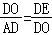 DO/AD = DE/DO